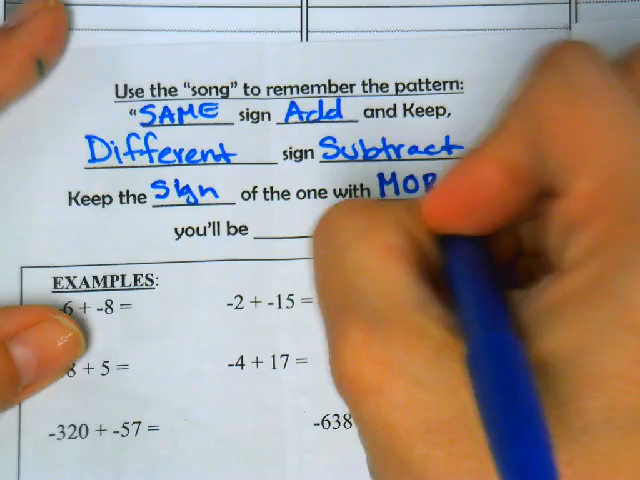 Use the “song” to remember the pattern:
“SAME sign Add and Keep,
Different sign Subtract
Keep the Sign of the one with
you'll be
EXAMPLES:
6 + -8 =
-2 + -15 =
8 + 5 =
-4 + 17 =
-320 + -57 =
-638